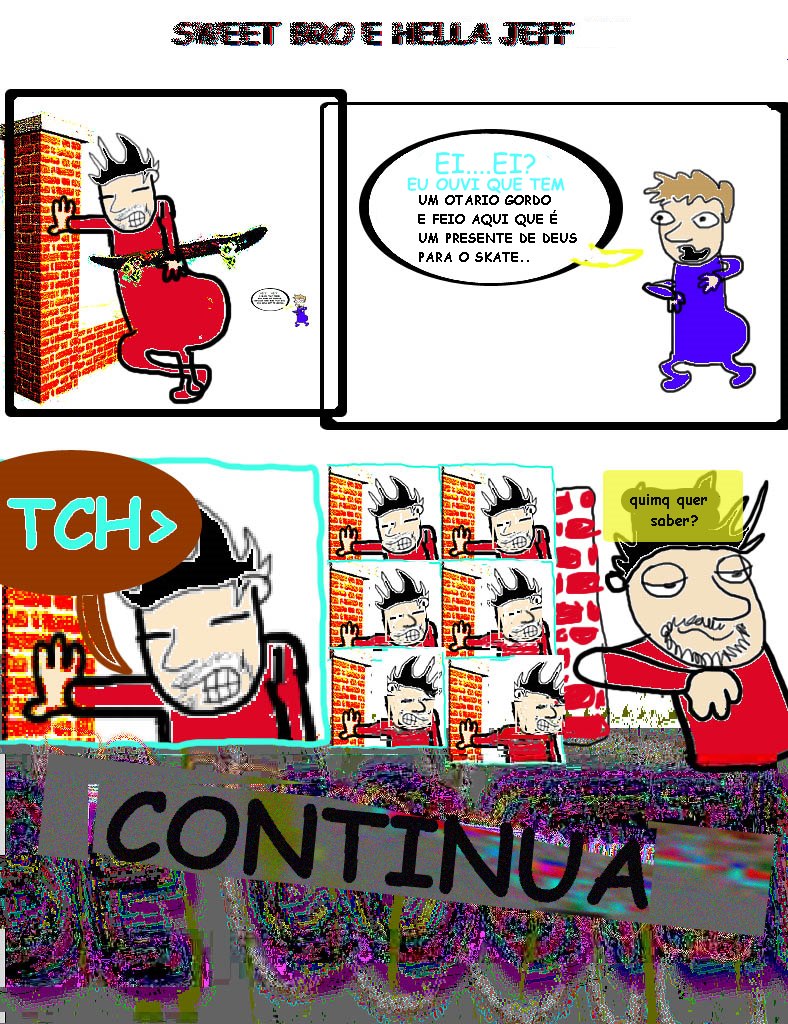 SWEET BRO E HELLA JEFF
EI....EI?
EU OUVI QUE TEM
UM OTARIO GORDO
E FEIO AQUI QUE É
UM PRESENTE DE DEUS
PARA O SKATE..
TCH>
quimq quer
saber?
CONTINUA